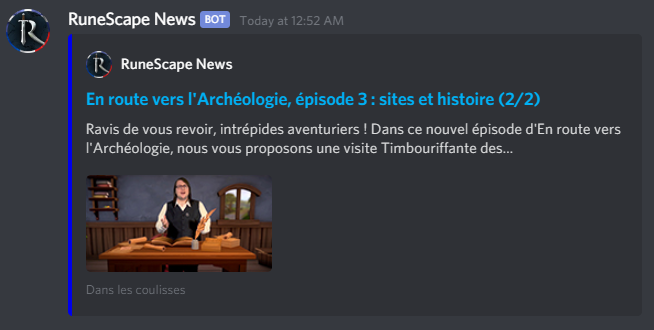 RuneScape News BOT Today at 12:52 AM
RuneScape News
En route vers l'Archéologie, épisode 3 : sites et histoire (2/2)
Ravis de vous revoir, intrépides aventuriers ! Dans ce nouvel épisode d'En route vers
l'Archéologie, nous vous proposons une visite Timbouriffante des...
Dans les coulisses